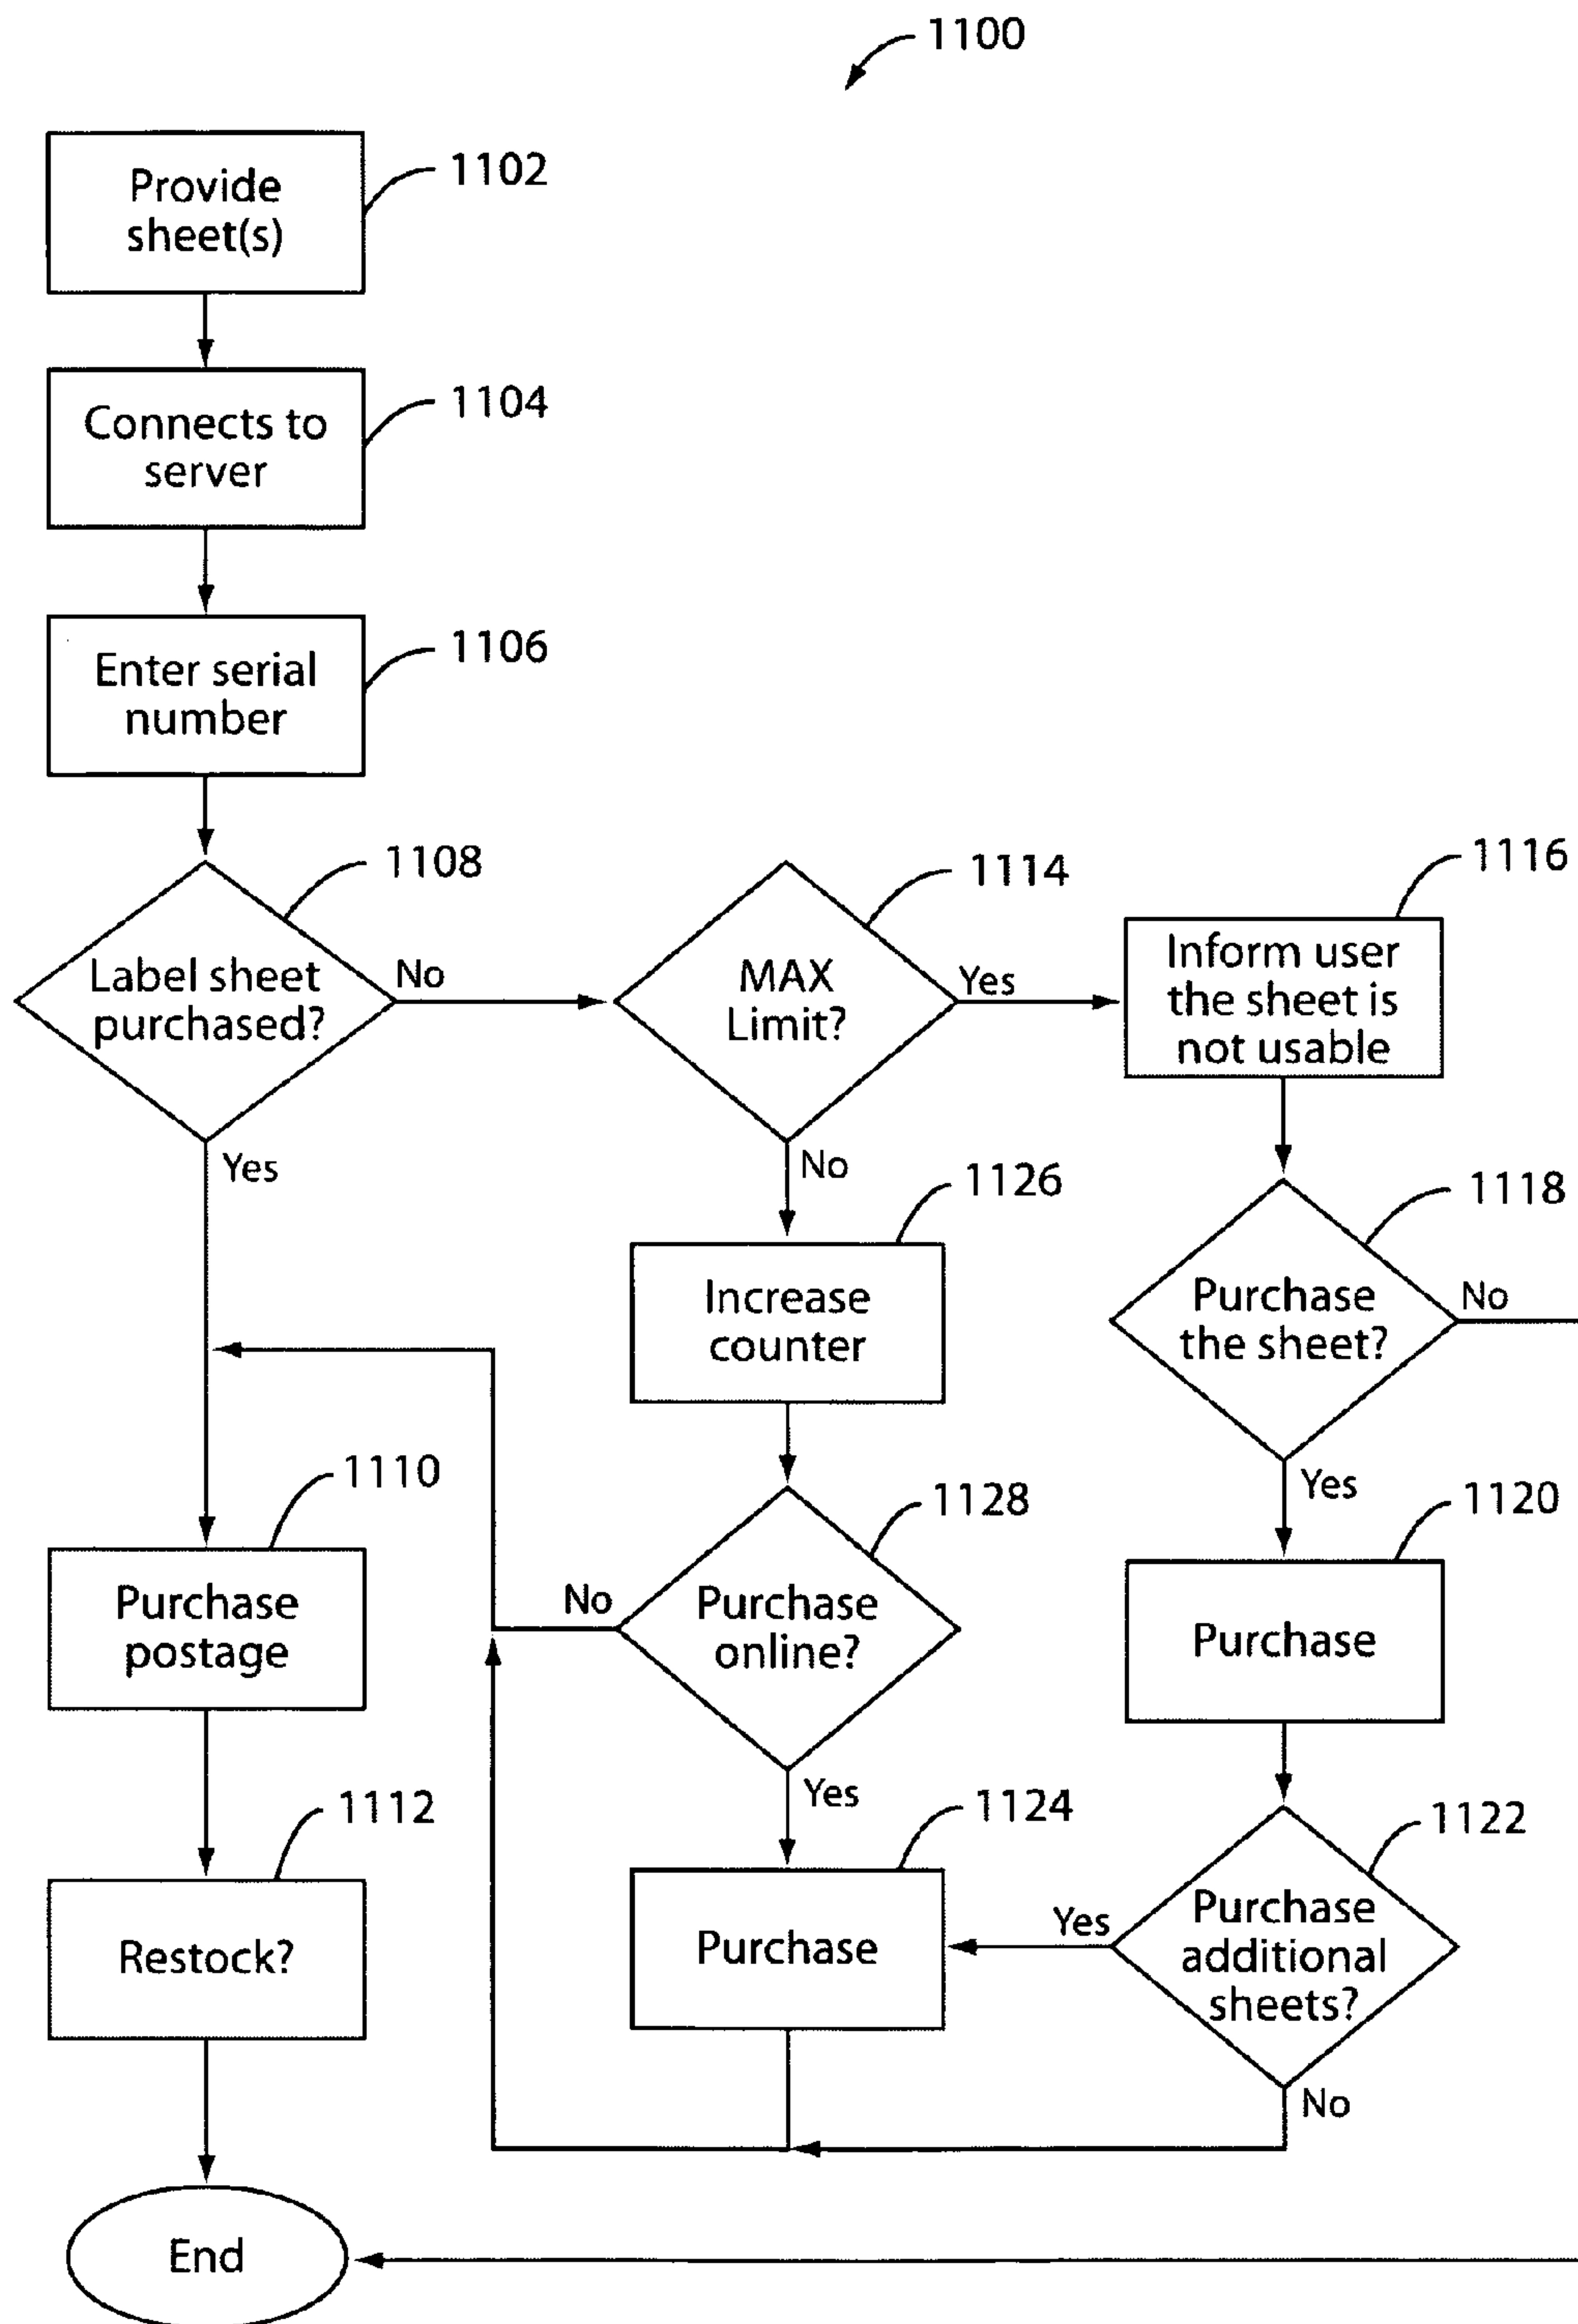 1100
Provide
sheet(s)
1102
Connects to
server
1104
Enter serial
number
1106
Label sheet
purchased?
1108
No
Yes
MAX
Limit?
1114
Yes
No
Inform user
the sheet is
not usable
1116
Increase
counter
1126
Purchase
the sheet?
1118
No
Yes
Purchase
postage
1110
Purchase
online?
1128
No
Yes
Purchase
1120
Restock?
1112
Purchase
1124
Purchase
additional
sheets?
1122
Yes
No
End